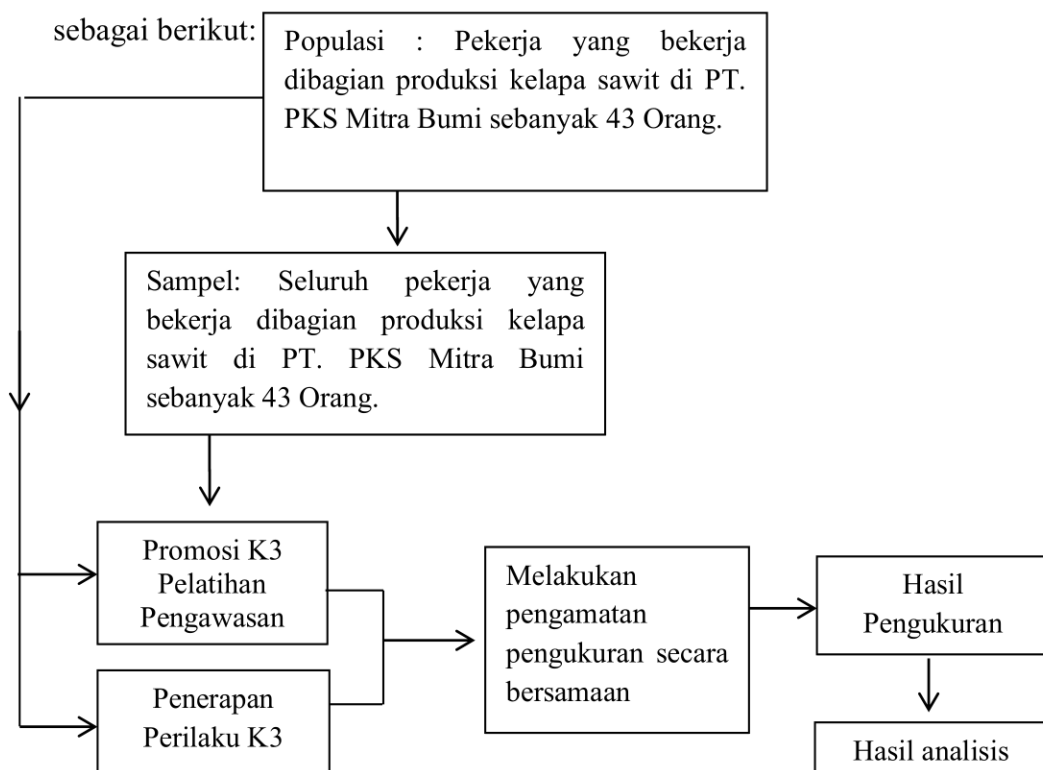 sebagai berikut:
Populasi : Pekerja yang bekerja
dibagian produksi kelapa sawit di PT.
PKS Mitra Bumi sebanyak 43 Orang.
Sampel: Seluruh pekerja yang
bekerja dibagian produksi kelapa
sawit di PT. PKS Mitra Bumi
sebanyak 43 Orang.
Promosi K3
Pelatihan
Pengawasan
Penerapan
Perilaku K3
Melakukan
pengamatan
pengukuran secara
bersamaan
Hasil
Pengukuran
Hasil analisis